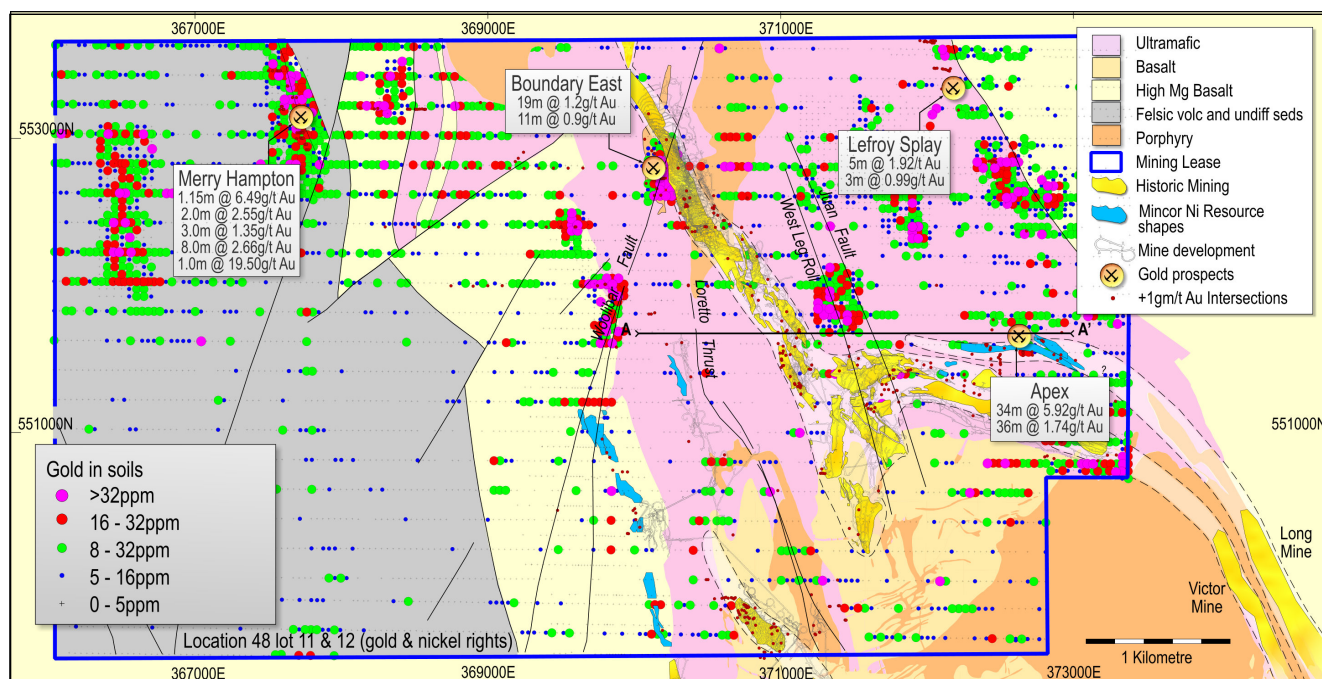 367000E
369000E
371000E
553000N
551000N
551000N
367000E
369000E
371000E
373000E
Boundary East
19m @ 1.2g/t Au
11m @ 0.9g/t Au
Merry Hampton
1.15m @ 6.49g/t Au
2.0m @ 2.55g/t Au
3.0m @ 1.35g/t Au
8.0m @ 2.66g/t Au
1.0m @ 19.50g/t Au
Lefroy Splay
5m @ 1.92/t Au
3m @ 0.99g/t Au
Apex
34m @ 5.92g/t Au
36m @ 1.74g/t Au
Fault
Loretto
Thrust
West Leg Roll
Juan
Fault
A
A'
?
Ultramafic
Basalt
High Mg Basalt
Felsic volc and undiff seds
Porphyry
Mining Lease
Historic Mining
Mincor Ni Resource
shapes
Mine development
Gold prospects
+1gm/t Au Intersections
Gold in soils
>32ppm
16 - 32ppm
8 - 32ppm
5 - 16ppm
0 - 5ppm
Location 48 lot 11 & 12 (gold & nickel rights)
Long
Mine
Victor
Mine
1 Kilometre